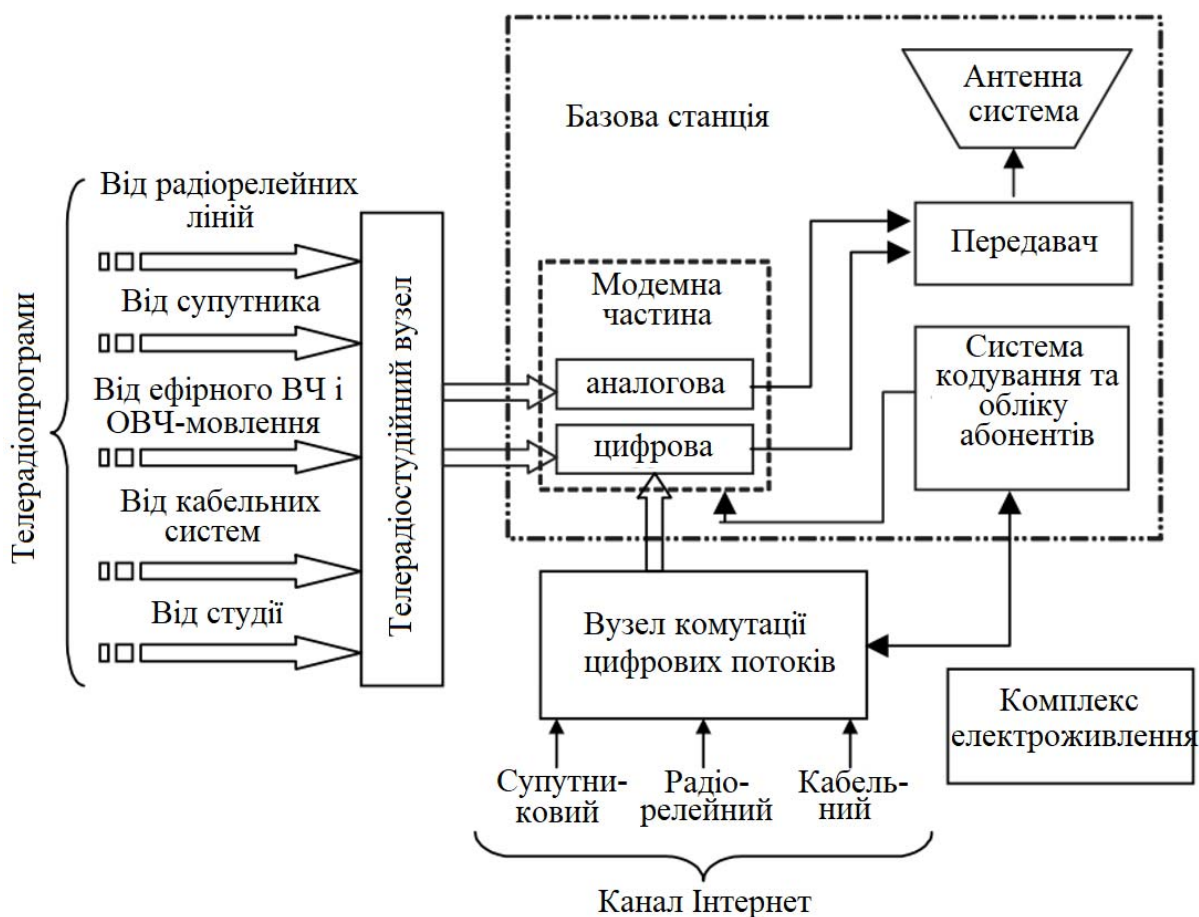 Телерадіопрограми
Від радіорелейних
ліній
Від супутника
Від ефірного ВЧ і
ОВЧ-мовлення
Від кабельних
систем
Від студії
Телерадіостудійний вузел
Базова станція
Антенна
система
Передавач
Модемна
частина
аналогова
цифрова
Система
кодування та
обліку
абонентів
Вузел комутації
цифрових потоків
Комплекс
електроживлення
Супутни-
ковий
Радіо-
релейний
Кабель-
ний
Канал Інтернет